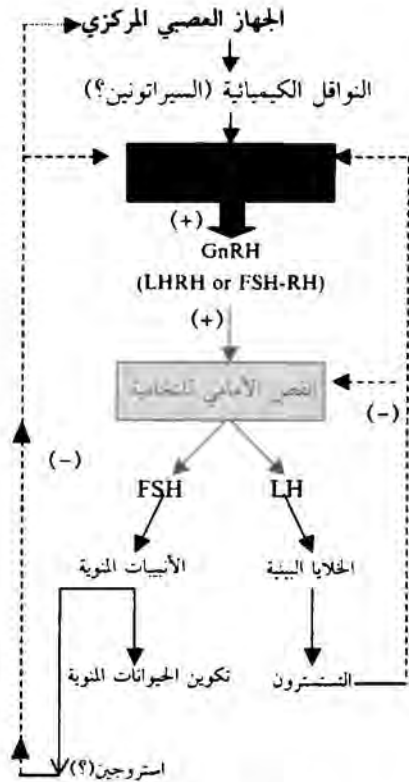 الجهاز العصبي المركزي
النواقل الكيميائية (السيراتونين؟)
(+)
GnRH
(LHRH or FSH-RH)
(+)
الفص الأمامي للنخامية
(-)
(-)
FSH LH
الأنيبيات المنوية الخلايا البينية
تكوين الحيوانات المنوية التستسترون
استروجين(؟)